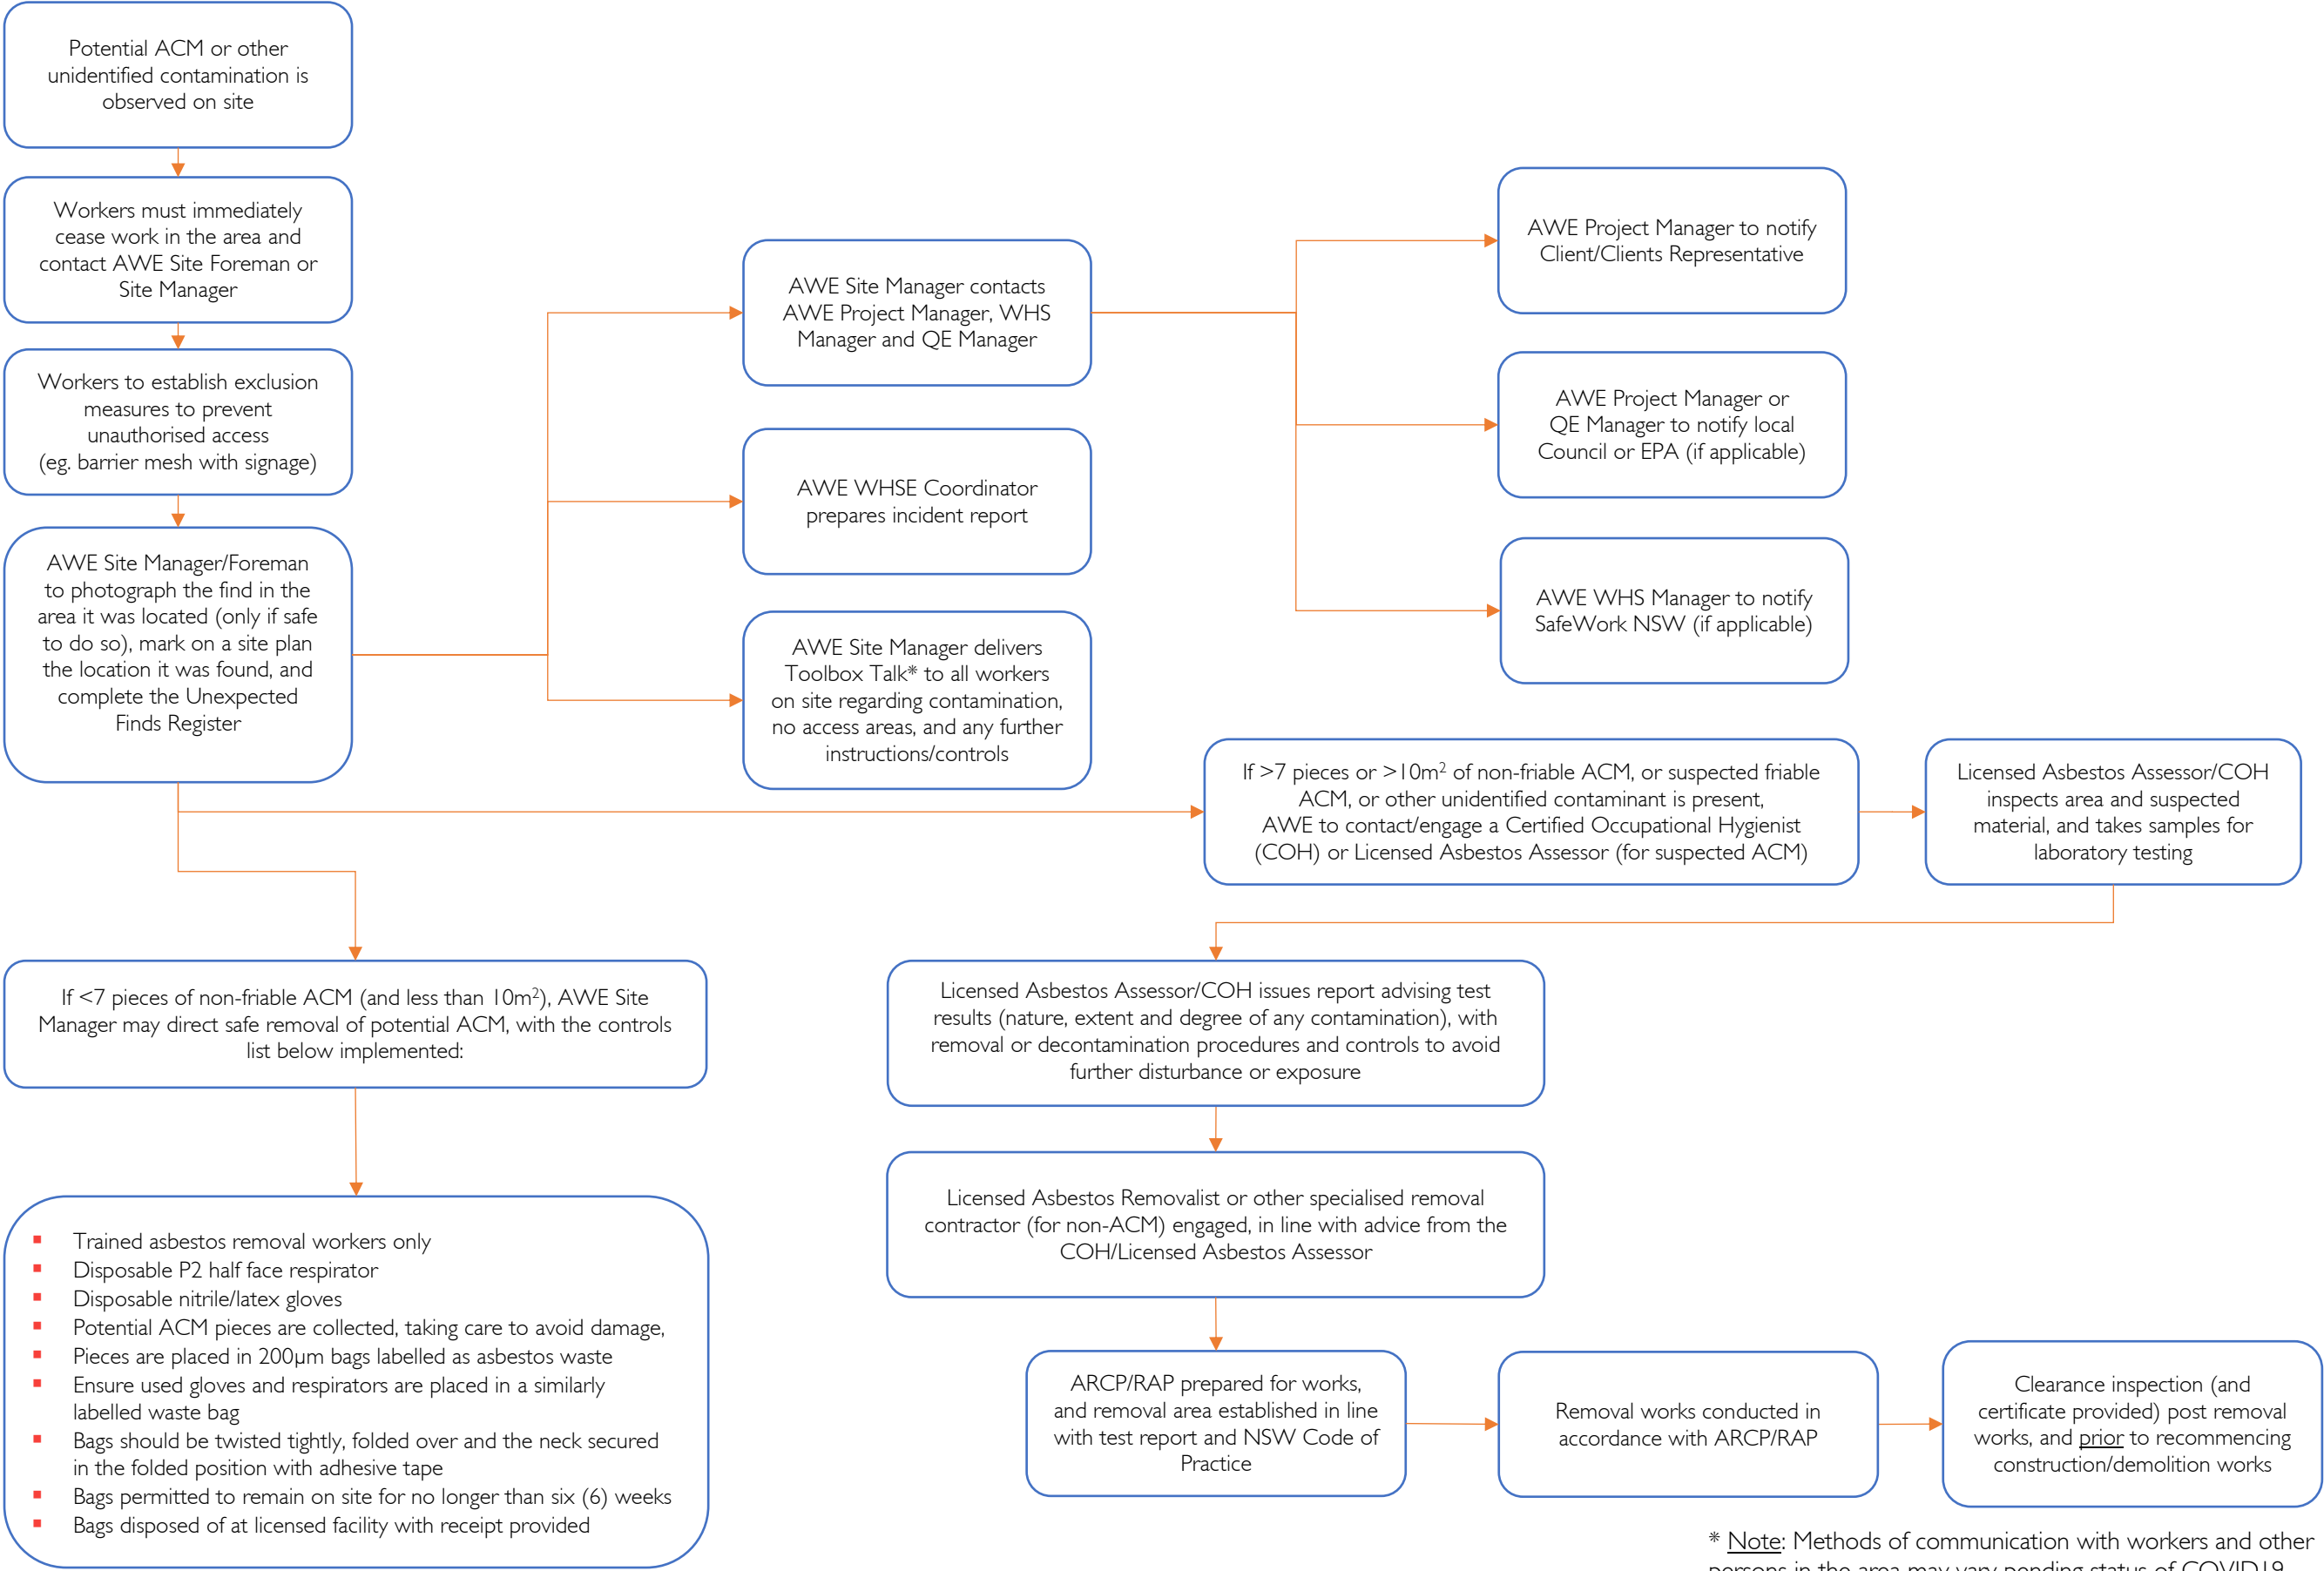 Potential ACM or other
unidentified contamination is
observed on site
Workers must immediately
cease work in the area and
contact AWE Site Foreman or
Site Manager
Workers to establish exclusion
measures to prevent
unauthorised access
(eg. barrier mesh with signage)
AWE Site Manager/Foreman
to photograph the find in the
area it was located (only if safe
to do so), mark on a site plan
the location it was found, and
complete the Unexpected
Finds Register
AWE Site Manager contacts
AWE Project Manager, WHS
Manager and QE Manager
AWE WHSE Coordinator
prepares incident report
AWE Site Manager delivers
Toolbox Talk* to all workers
on site regarding contamination,
no access areas, and any further
instructions/controls
AWE Project Manager to notify
Client/Clients Representative
AWE Project Manager or
QE Manager to notify local
Council or EPA (if applicable)
AWE WHS Manager to notify
SafeWork NSW (if applicable)
If >7 pieces or >10m² of non-friable ACM, or suspected friable
ACM, or other unidentified contaminant is present,
AWE to contact/engage a Certified Occupational Hygienist
(COH) or Licensed Asbestos Assessor (for suspected ACM)
Licensed Asbestos Assessor/COH
inspects area and suspected
material, and takes samples for
laboratory testing
If <7 pieces of non-friable ACM (and less than 10m²), AWE Site
Manager may direct safe removal of potential ACM, with the controls
list below implemented:
▪ Trained asbestos removal workers only
▪ Disposable P2 half face respirator
▪ Disposable nitrile/latex gloves
▪ Potential ACM pieces are collected, taking care to avoid damage,
▪ Pieces are placed in 200µm bags labelled as asbestos waste
▪ Ensure used gloves and respirators are placed in a similarly
labelled waste bag
▪ Bags should be twisted tightly, folded over and the neck secured
in the folded position with adhesive tape
▪ Bags permitted to remain on site for no longer than six (6) weeks
▪ Bags disposed of at licensed facility with receipt provided
Licensed Asbestos Assessor/COH issues report advising test
results (nature, extent and degree of any contamination), with
removal or decontamination procedures and controls to avoid
further disturbance or exposure
Licensed Asbestos Removalist or other specialised removal
contractor (for non-ACM) engaged, in line with advice from the
COH/Licensed Asbestos Assessor
ARCP/RAP prepared for works,
and removal area established in line
with test report and NSW Code of
Practice
Removal works conducted in
accordance with ARCP/RAP
Clearance inspection (and
certificate provided) post removal
works, and prior to recommencing
construction/demolition works
* Note: Methods of communication with workers and other
persons in the area may vary pending status of COVID19